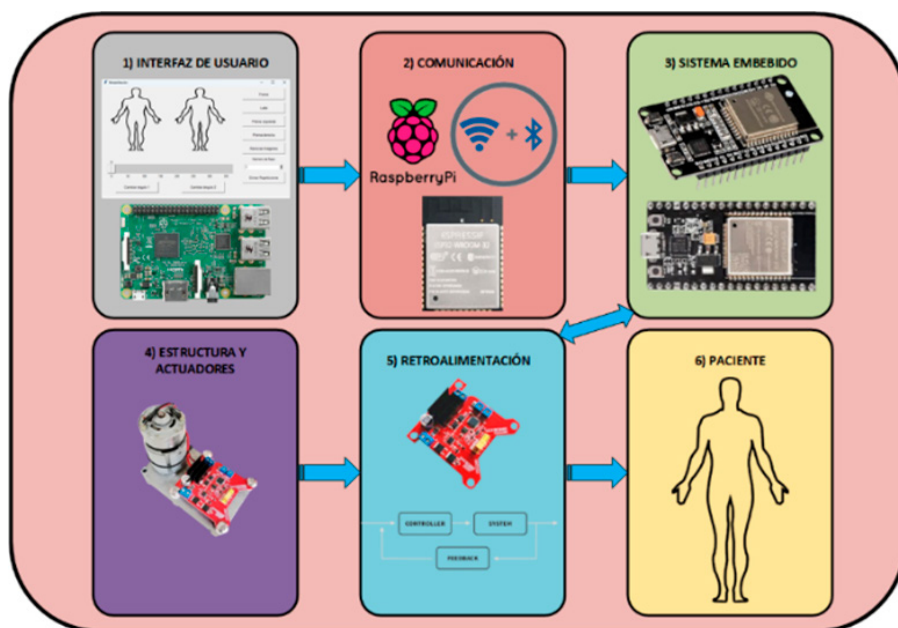 1) INTERFAZ DE USUARIO
2) COMUNICACIÓN
RaspberryPi
3) SISTEMA EMBEBIDO
4) ESTRUCTURA Y
ACTUADORES
5) RETROALIMENTACIÓN
CONTROLLER
SYSTEM
FEEDBACK
6) PACIENTE